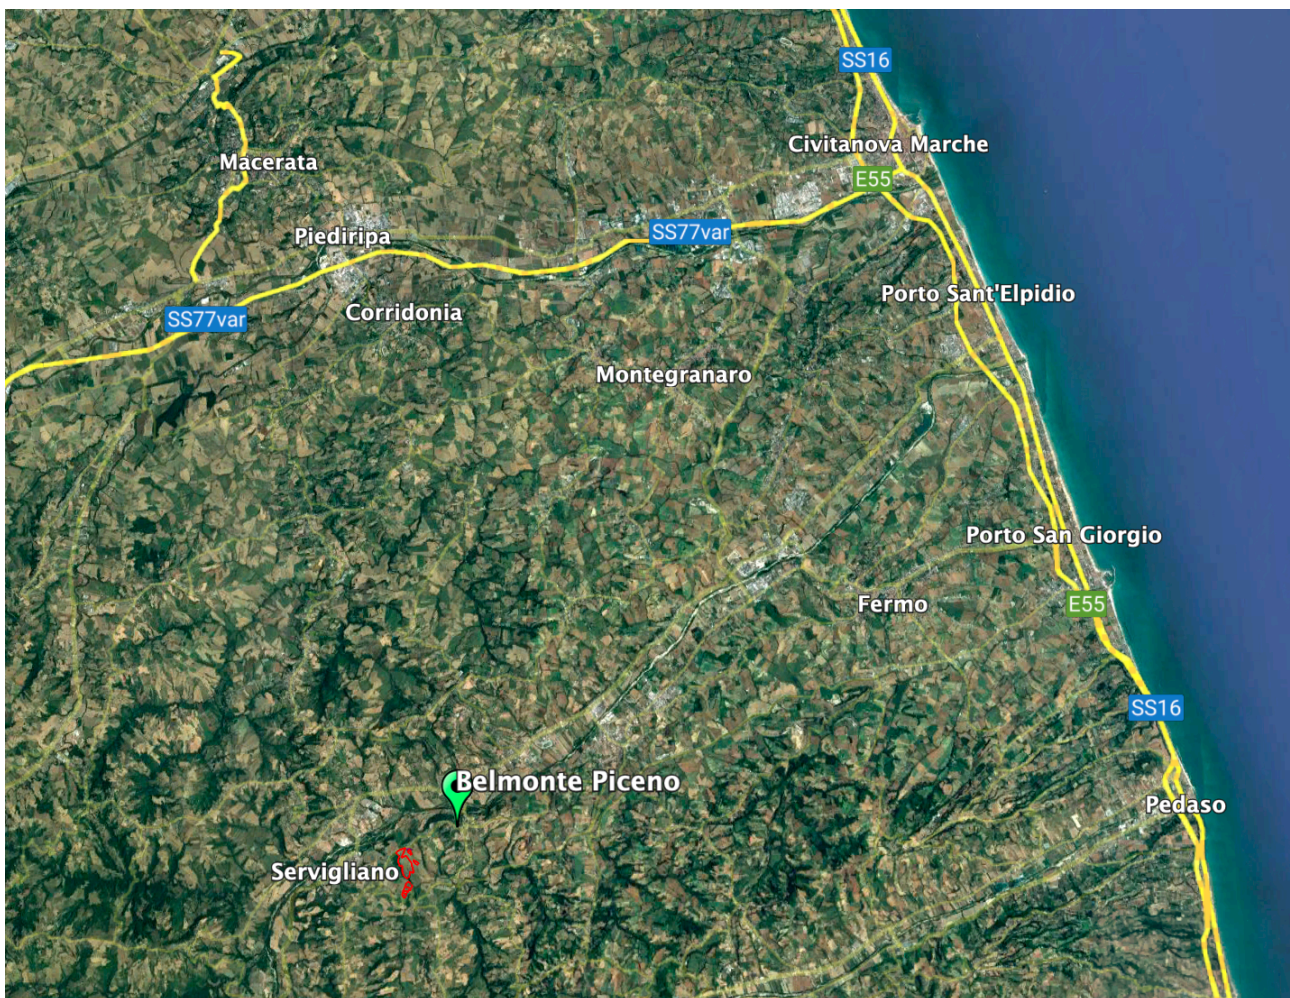 SS16
Civitanova Marche
Macerata
E55
Piediripa
SS77var
Porto Sant'Elpidio
Corridonia
SS77var
Montegranaro
Porto San Giorgio
Fermo
E55
SS16
Belmonte Piceno
Pedaso
Servigliano